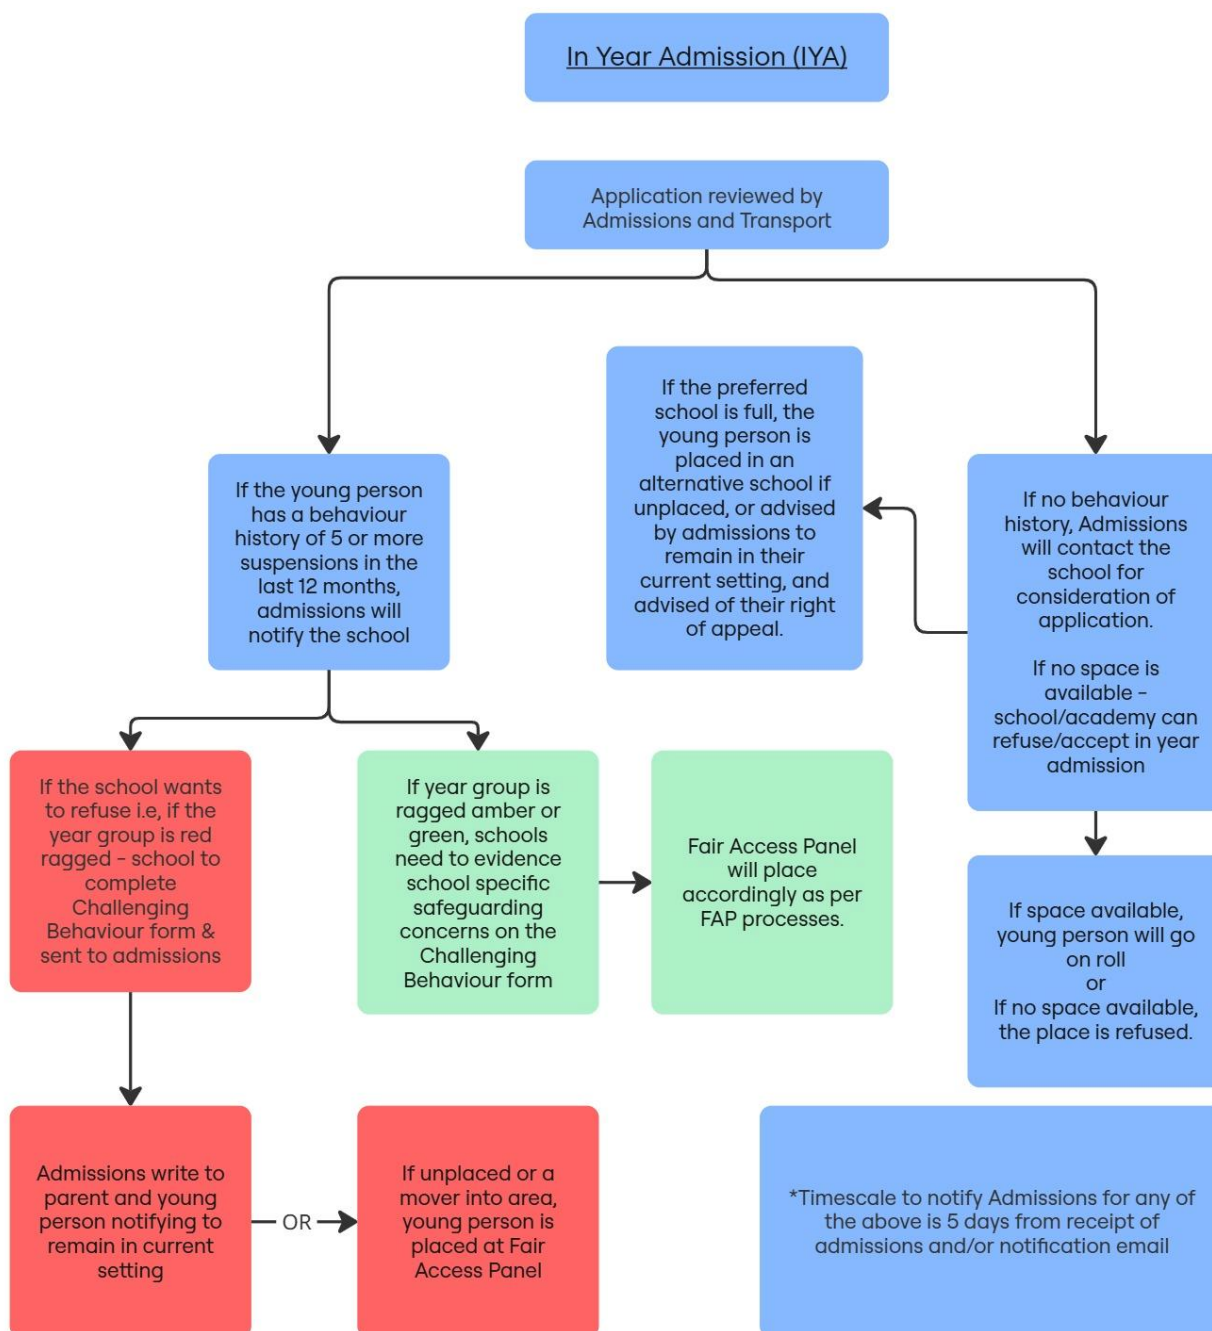 In Year Admission (IYA)
Application reviewed by
Admissions and Transport
If the young person
has a behaviour
history of 5 or more
suspensions in the
last 12 months,
admissions will
notify the school
If the preferred
school is full, the
young person is
placed in an
alternative school if
unplaced, or advised
by admissions to
remain in their
current setting, and
advised of their right
of appeal.
If no behaviour
history, Admissions
will contact the
school for
consideration of
application.
If no space is
available -
school/academy can
refuse/accept in year
admission
If the school wants
to refuse i.e, if the
year group is red
ragged - school to
complete
Challenging
Behaviour form &
sent to admissions
If year group is
ragged amber or
green, schools
need to evidence
school specific
safeguarding
concerns on the
Challenging
Behaviour form
Fair Access Panel
will place
accordingly as per
FAP processes.
If space available,
young person will go
on roll
or
If no space available,
the place is refused.
Admissions write to
parent and young
person notifying to
remain in current
setting
OR
If unplaced or a
mover into area,
young person is
placed at Fair
Access Panel
*Timescale to notify Admissions for any of
the above is 5 days from receipt of
admissions and/or notification email